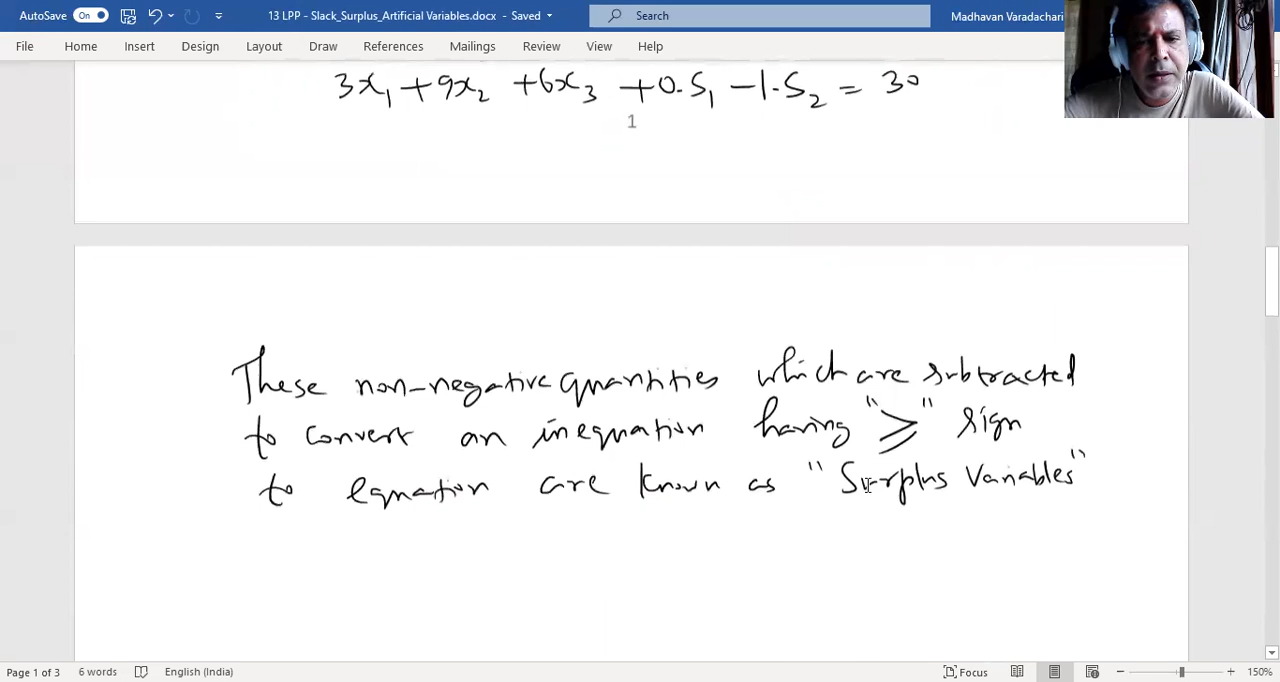 AutoSave On 13 LPP - Slack_Surplus_Artificial Variables.docx - Saved Search Madhavan Varadachari
File Home Insert Design Layout Draw References Mailings Review View Help
3x₁ + 9x₂ + 6x₃ + 0.S₁ - 1.S₂ = 30
1
These non-negative quantities which are subtracted
to convert an inequation having "≥" sign
to equation are known as "Surplus Variables"
Page 1 of 3 6 words English (India) Focus 150%